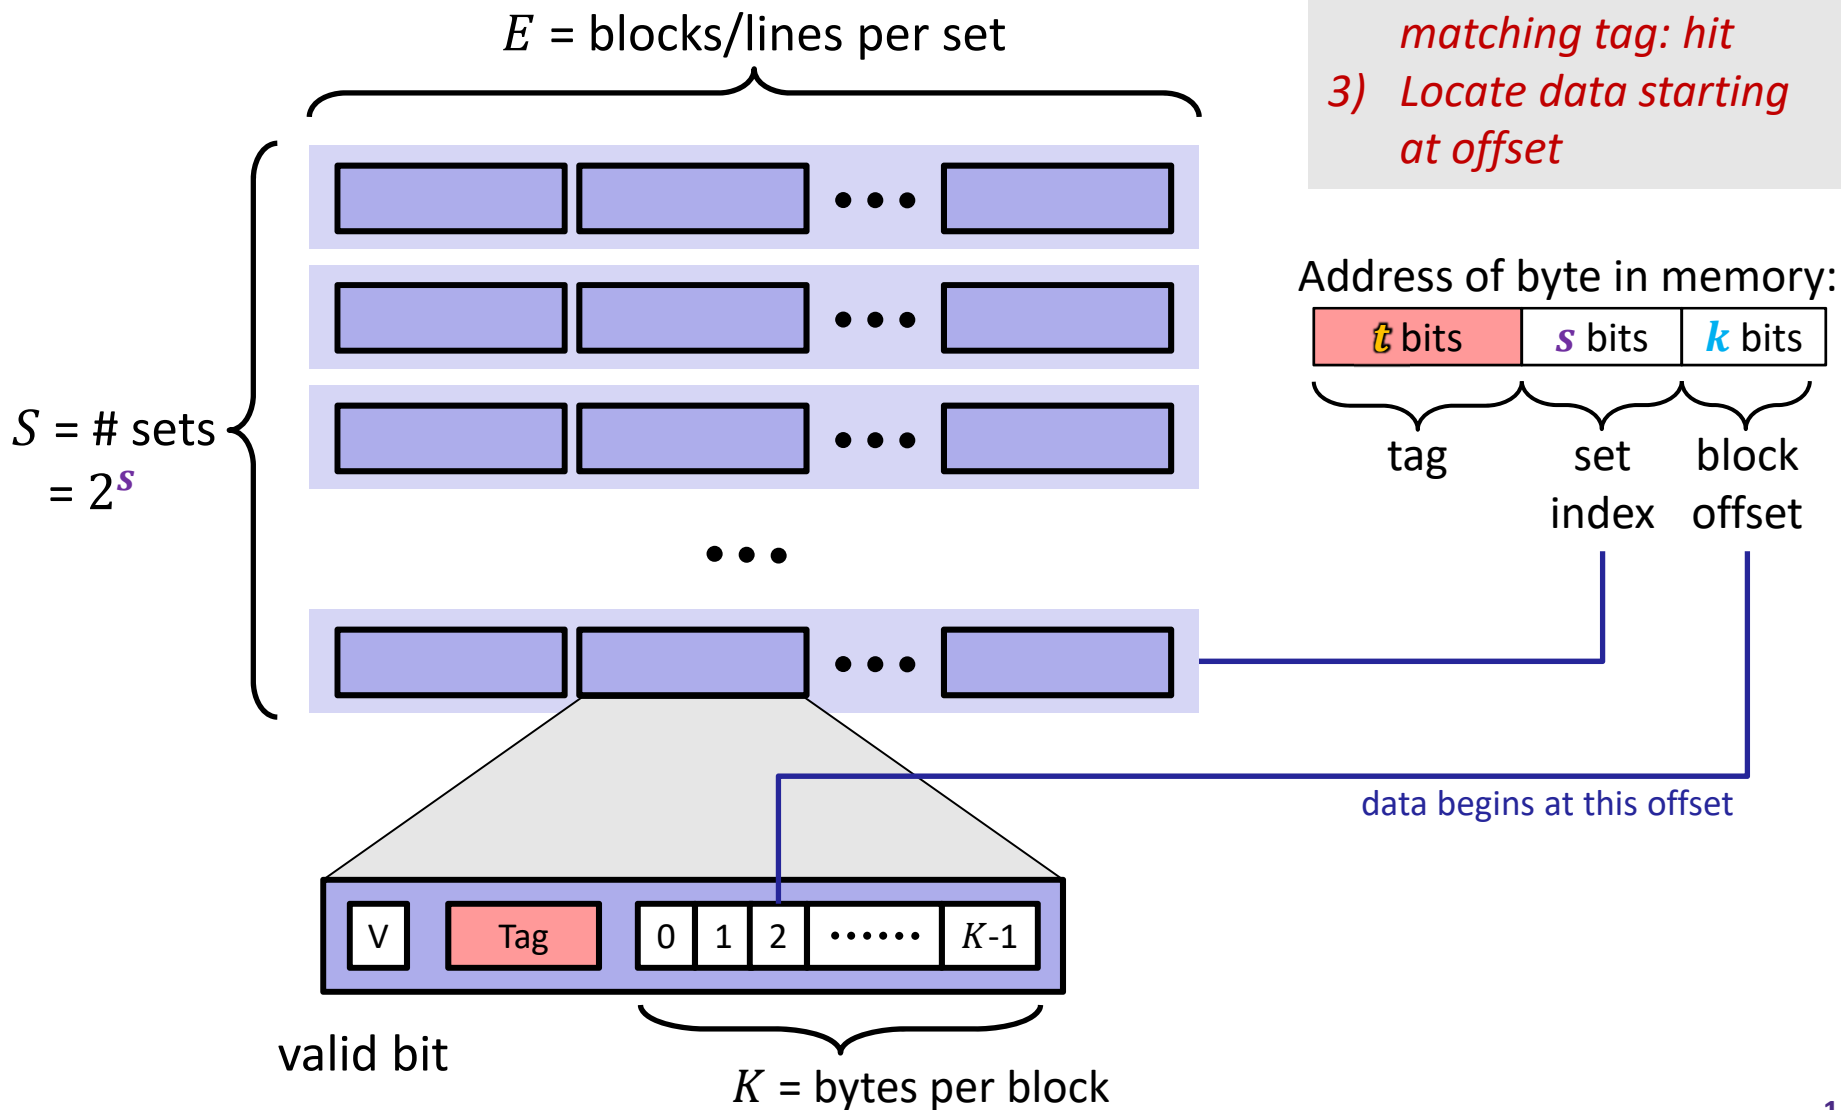 E = blocks/lines per set
matching tag: hit
3) Locate data starting
at offset
Address of byte in memory:
t bits s bits k bits
tag set block
index offset
S = # sets
= 2^s
data begins at this offset
V Tag 0 1 2 •••••• K-1
valid bit
K = bytes per block
1